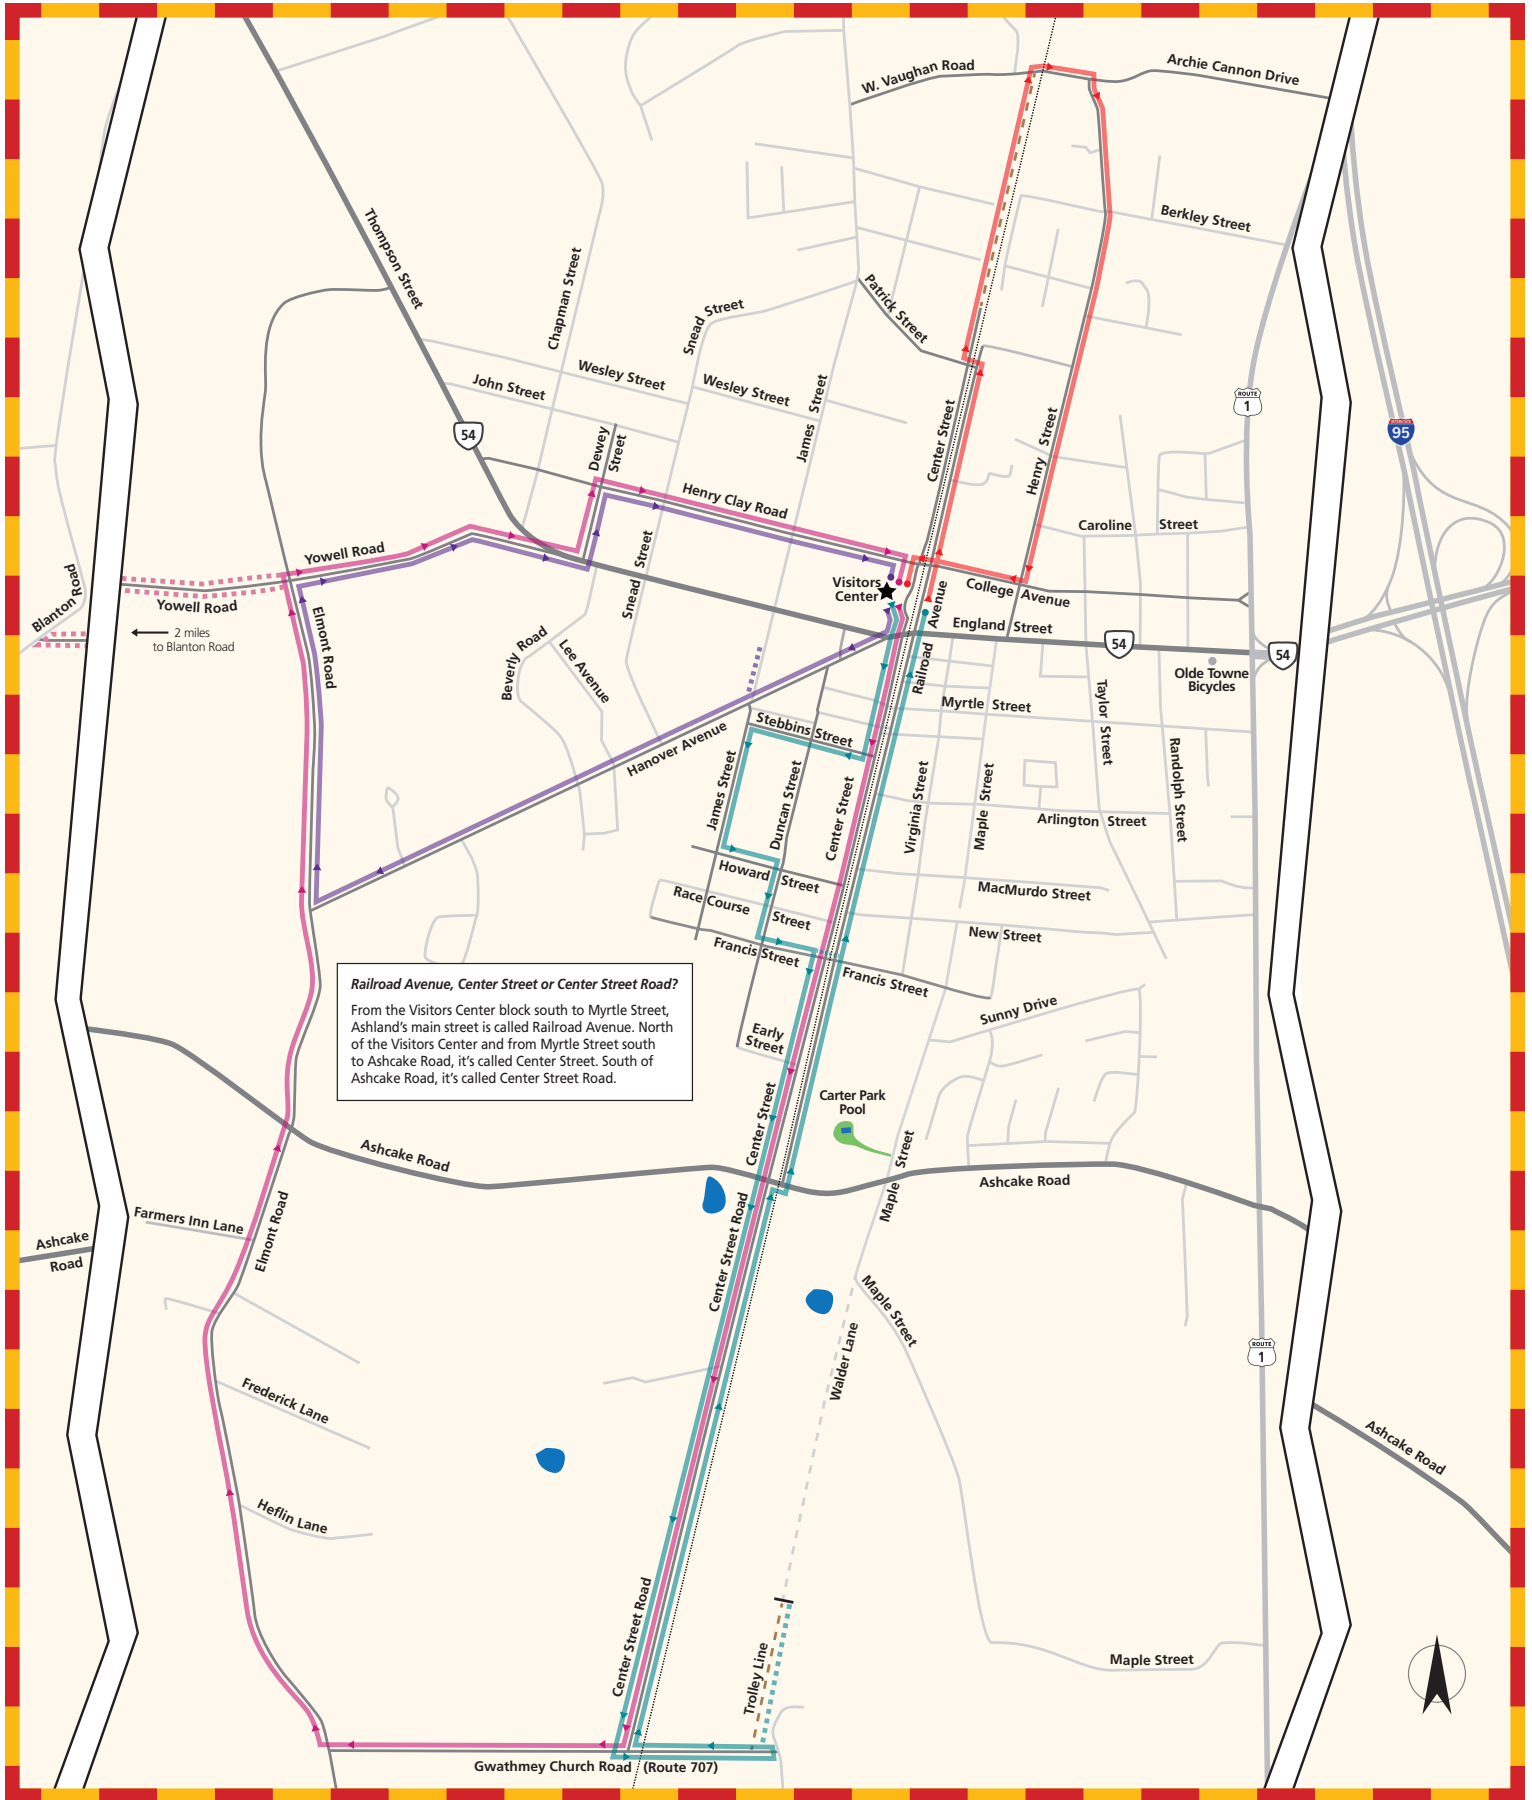 W. Vaughan Road
Archie Cannon Drive
Thompson Street
Berkley Street
Chapman Street
Snead Street
Patrick Street
Wesley Street
Wesley Street
John Street
James Street
Center Street
Henry Street
ROUTE
1
INTERSTATE
95
54
Dewey
Street
Henry Clay Road
Caroline Street
Yowell Road
Snead Street
Blanton Road
Yowell Road
Visitors
Center
College Avenue
Railroad Avenue
England Street
54
54
2 miles
to Blanton Road
Elmont Road
Beverly Road
Lee Avenue
Olde Towne
Bicycles
Myrtle Street
Taylor Street
Stebbins Street
Hanover Avenue
James Street
Duncan Street
Center Street
Virginia Street
Maple Street
Randolph Street
Arlington Street
Howard Street
MacMurdo Street
Race Course Street
New Street
Francis Street
Francis Street
Sunny Drive
Early
Street
Railroad Avenue, Center Street or Center Street Road?
From the Visitors Center block south to Myrtle Street,
Ashland’s main street is called Railroad Avenue. North
of the Visitors Center and from Myrtle Street south
to Ashcake Road, it’s called Center Street. South of
Ashcake Road, it’s called Center Street Road.
Carter Park
Pool
Center Street
Ashcake Road
Maple Street
Ashcake Road
Farmers Inn Lane
Elmont Road
Ashcake
Road
Center Street Road
Maple Street
Walder Lane
ROUTE
1
Frederick Lane
Ashcake Road
Heflin Lane
Center Street Road
Trolley Line
Maple Street
Gwathmey Church Road (Route 707)